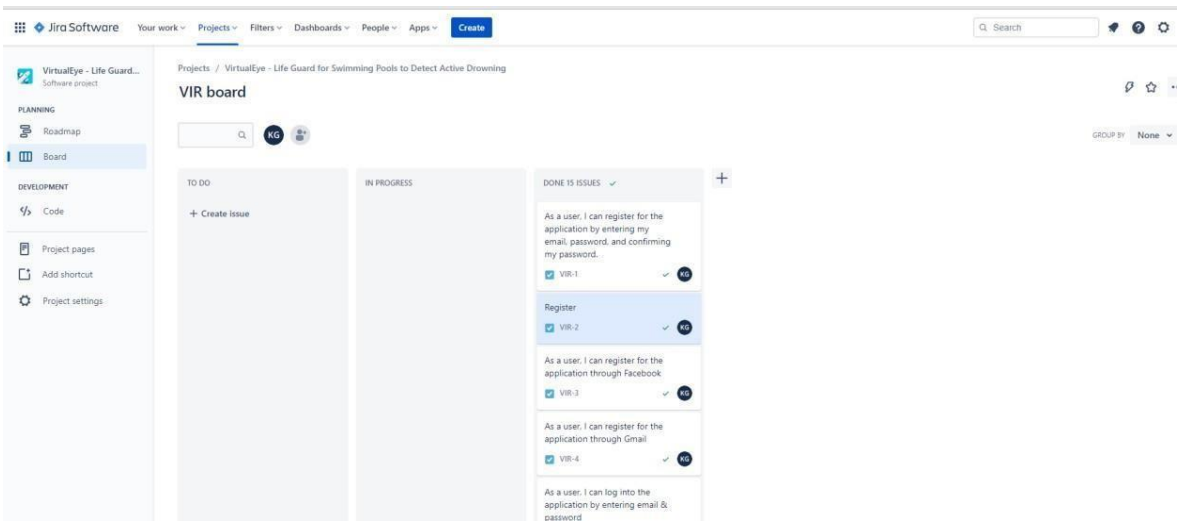 Jira Software Your work Projects Filters Dashboards People Apps Create Search
VirtualEye - Life Guard...
Software project
PLANNING
Roadmap
Board
DEVELOPMENT
Code
Project pages
Add shortcut
Project settings
Projects / VirtualEye - Life Guard for Swimming Pools to Detect Active Drowning
VIR board
KG
GROUP BY None
TO DO
+ Create issue
IN PROGRESS
DONE 15 ISSUES
As a user, I can register for the
application by entering my
email, password, and confirming
my password.
VIR-1 KG
Register
VIR-2 KG
As a user, I can register for the
application through Facebook
VIR-3 KG
As a user, I can register for the
application through Gmail
VIR-4 KG
As a user, I can log into the
application by entering email &
password